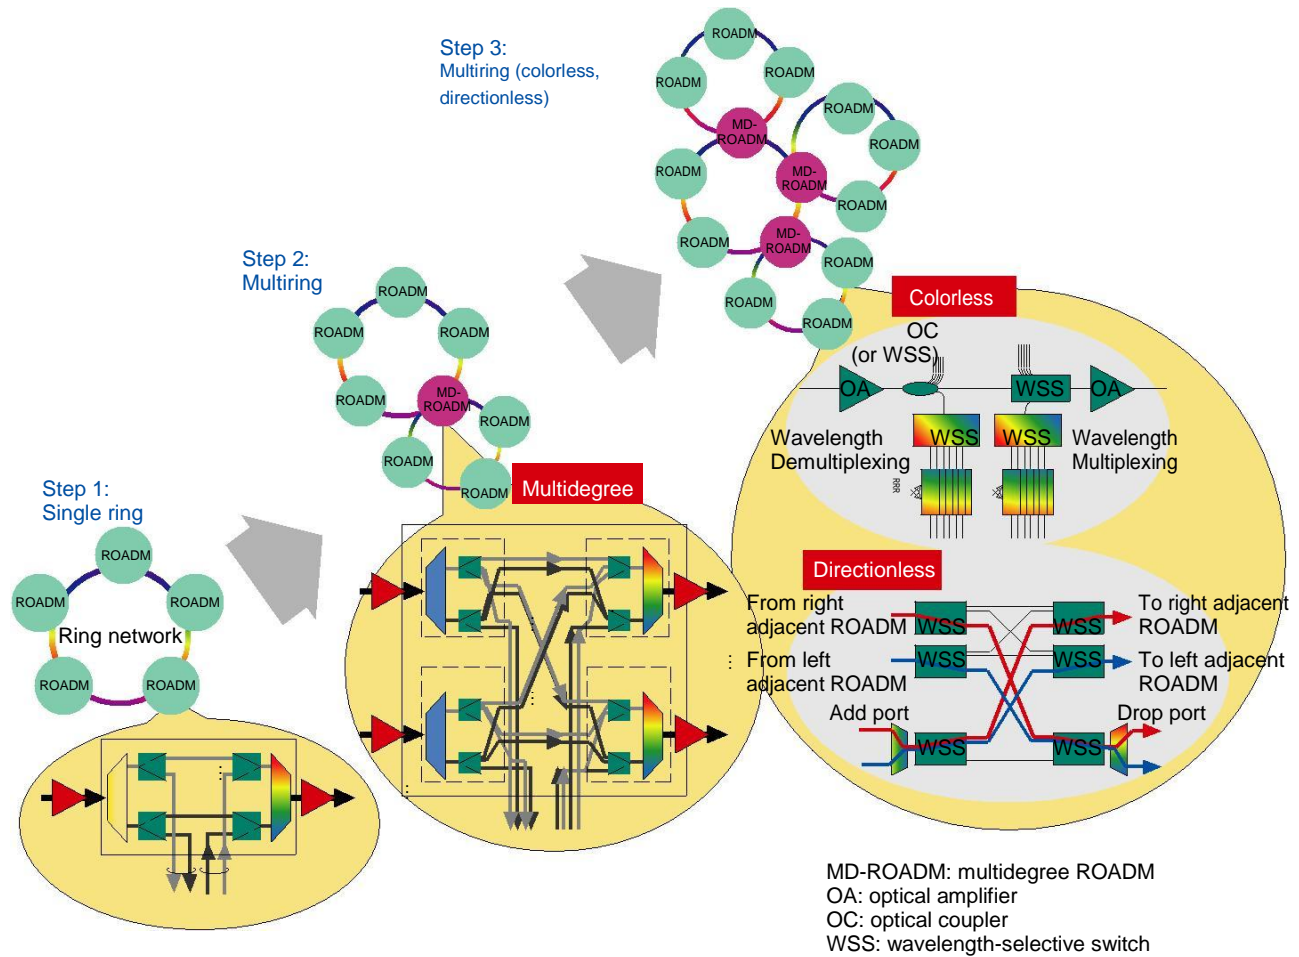 Step 3:
Multiring (colorless,
directionless)
ROADM
ROADM
ROADM
MD-
ROADM
ROADM
ROADM
ROADM
ROADM
MD-
ROADM
ROADM
MD-
ROADM
ROADM
ROADM
ROADM
Step 2:
Multiring
ROADM
ROADM
ROADM
ROADM
MD-
ROADM
ROADM
ROADM
ROADM
Multidegree
Step 1:
Single ring
ROADM
ROADM
ROADM
Ring network
ROADM
ROADM
Colorless
OC
(or WSS)
OA
WSS
OA
WSS
WSS
Wavelength
Demultiplexing
Wavelength
Multiplexing
RRR
Directionless
From right
adjacent ROADM
WSS
WSS
To right adjacent
ROADM
From left
adjacent ROADM
WSS
WSS
To left adjacent
ROADM
Add port
WSS
WSS
Drop port
MD-ROADM: multidegree ROADM
OA: optical amplifier
OC: optical coupler
WSS: wavelength-selective switch